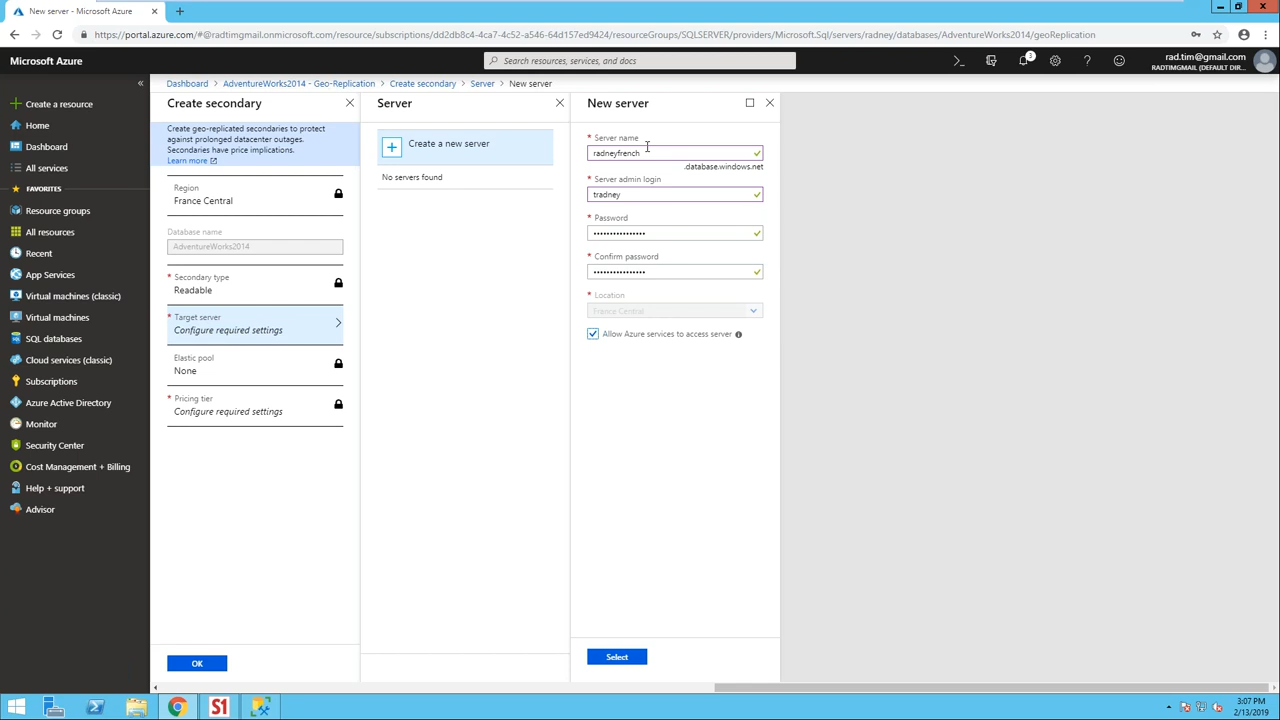 New server - Microsoft Azure
https://portal.azure.com/#@radtimgmail.onmicrosoft.com/resource/subscriptions/dd2db8c4-4ca7-4c52-a546-64d157ed9424/resourceGroups/SQLSERVER/providers/Microsoft.Sql/servers/radney/databases/AdventureWorks2014/geoReplication
Microsoft Azure
Search resources, services, and docs
3
rad.tim@gmail.com
RADTIMGMAIL (DEFAULT DIR...
Dashboard
AdventureWorks2014 - Geo-Replication
Create secondary
Server
New server
Create a resource
Home
Dashboard
All services
FAVORITES
Resource groups
All resources
Recent
App Services
Virtual machines (classic)
Virtual machines
SQL databases
Cloud services (classic)
Subscriptions
Azure Active Directory
Monitor
Security Center
Cost Management + Billing
Help + support
Advisor
Create secondary
Create geo-replicated secondaries to protect
against prolonged datacenter outages.
Secondaries have price implications.
Learn more
Region
France Central
Database name
AdventureWorks2014
* Secondary type
Readable
* Target server
Configure required settings
Elastic pool
None
* Pricing tier
Configure required settings
OK
Server
Create a new server
No servers found
New server
* Server name
radneyfrench
.database.windows.net
* Server admin login
tradney
* Password
••••••••••••••••
* Confirm password
••••••••••••••••
* Location
France Central
Allow Azure services to access server
Select
S1
3:07 PM
2/13/2019